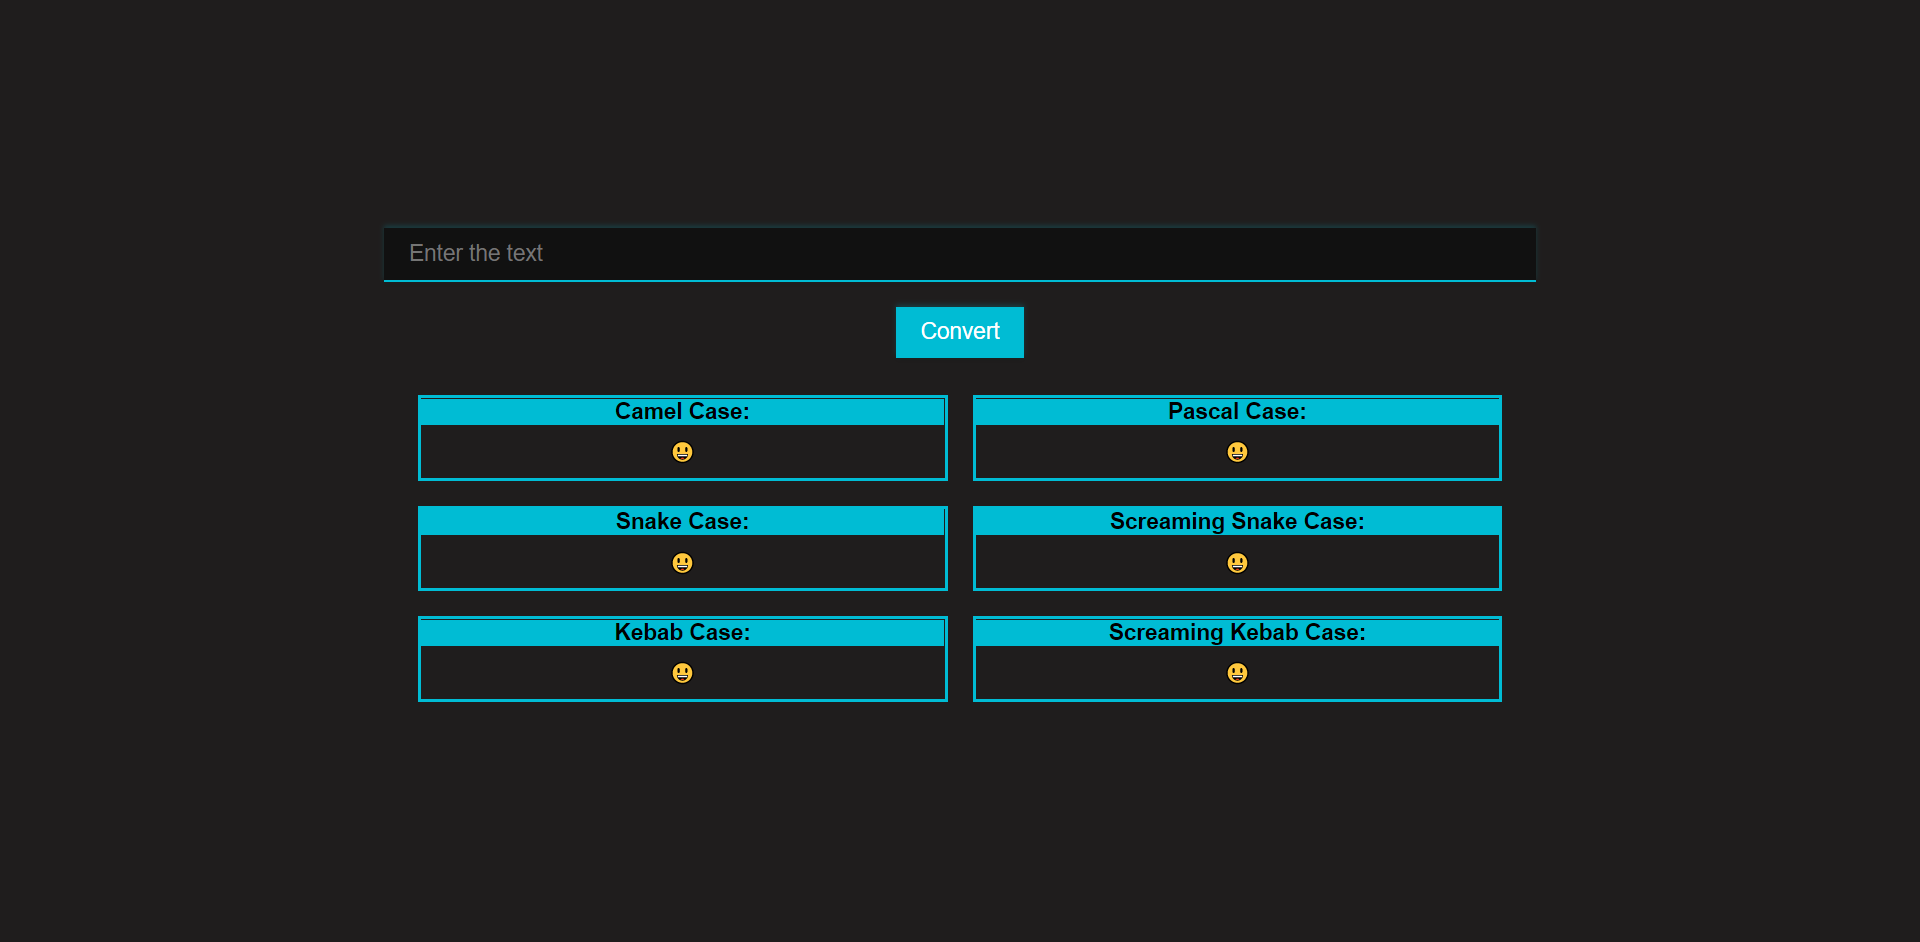 Enter the text
Convert
Camel Case:
😃
Pascal Case:
😃
Snake Case:
😃
Screaming Snake Case:
😃
Kebab Case:
😃
Screaming Kebab Case:
😃